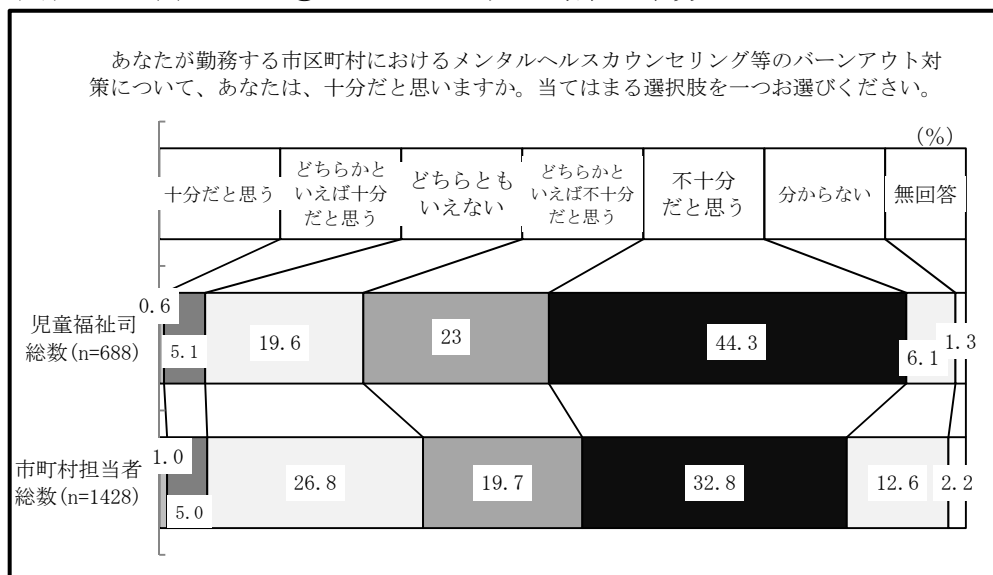 あなたが勤務する市区町村におけるメンタルヘルスカウンセリング等のバーンアウト対
策について、あなたは、十分だと思いますか。当てはまる選択肢を一つお選びください。
(%)
十分だと思う
どちらかと
いえば十分
だと思う
どちらとも
いえない
どちらかと
いえば不十分
だと思う
不十分
だと思う
分からない
無回答
児童福祉司
総数(n=688)
0.6
5.1
19.6
23
44.3
6.1
1.3
市町村担当者
総数(n=1428)
1.0
5.0
26.8
19.7
32.8
12.6
2.2